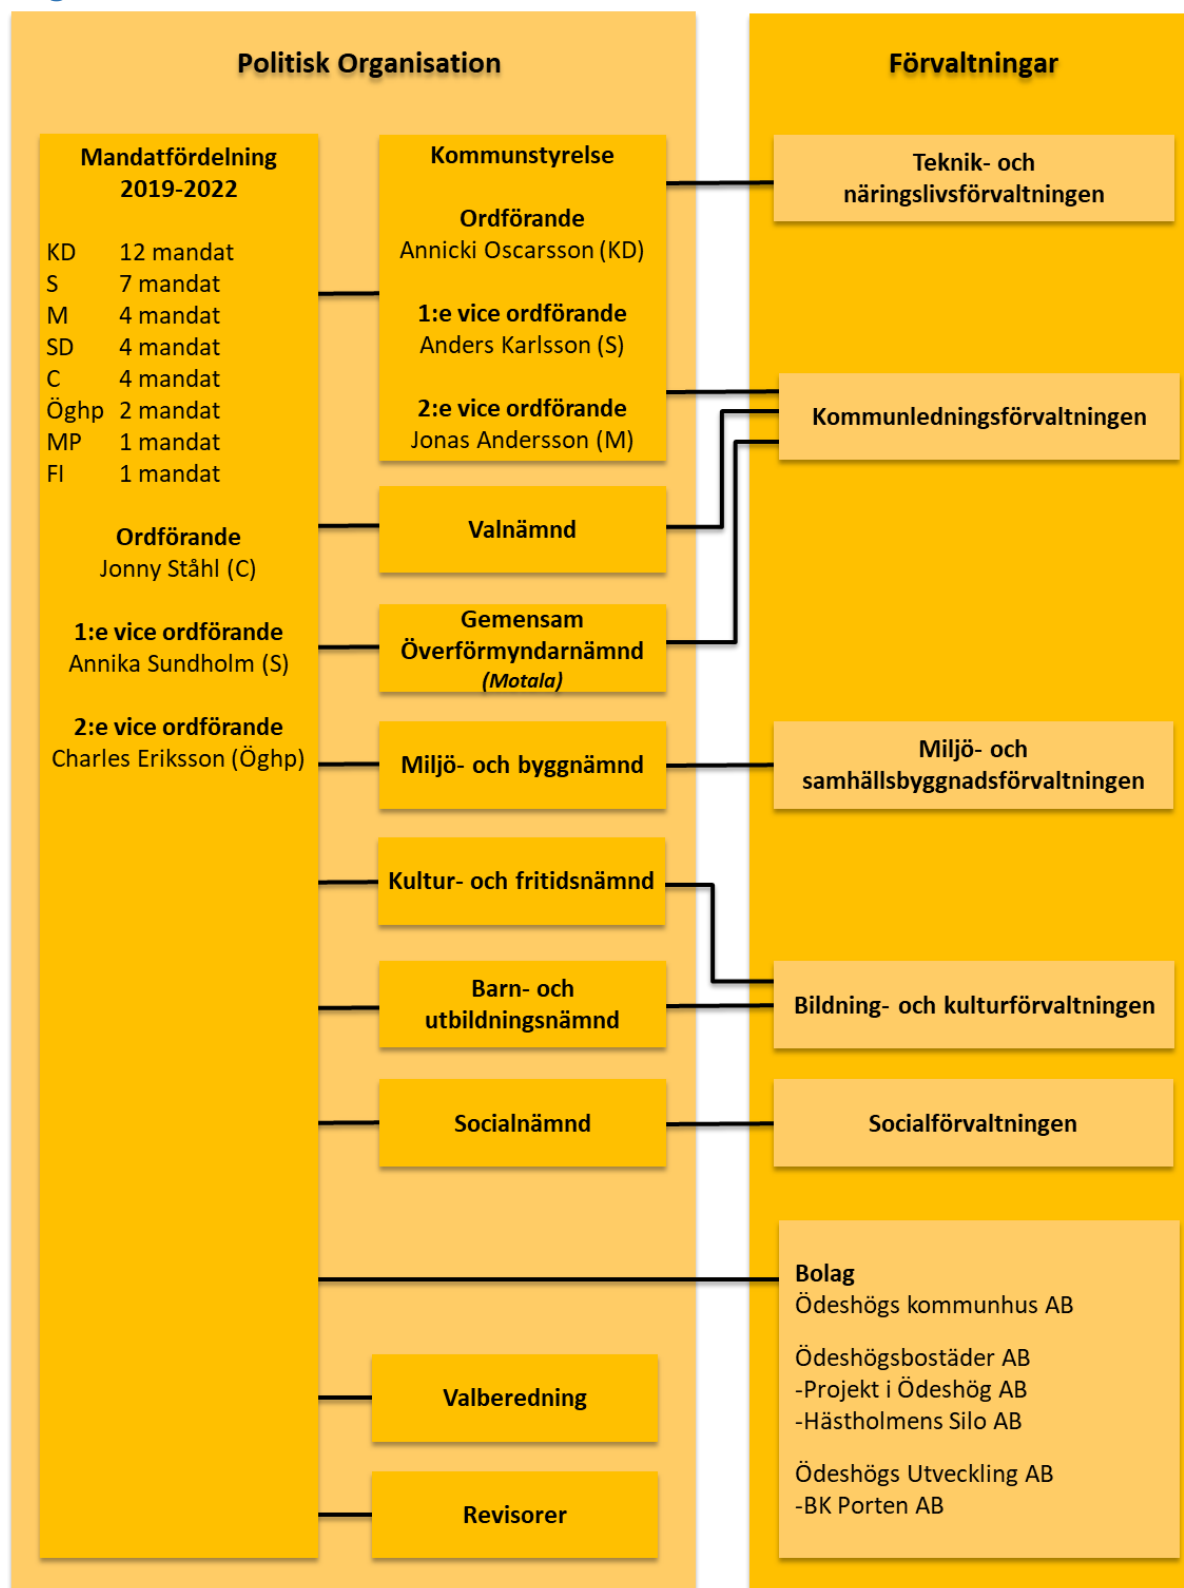 Politisk Organisation
Mandatfördelning
2019-2022
KD 12 mandat
S 7 mandat
M 4 mandat
SD 4 mandat
C 4 mandat
Öghp 2 mandat
MP 1 mandat
FI 1 mandat
Ordförande
Jonny Ståhl (C)
1:e vice ordförande
Annika Sundholm (S)
2:e vice ordförande
Charles Eriksson (Öghp)
Kommunstyrelse
Ordförande
Annicki Oscarsson (KD)
1:e vice ordförande
Anders Karlsson (S)
2:e vice ordförande
Jonas Andersson (M)
Valnämnd
Gemensam
Överförmyndarnämnd
(Motala)
Miljö- och byggnämnd
Kultur- och fritidsnämnd
Barn- och
utbildningsnämnd
Socialnämnd
Valberedning
Revisorer
Förvaltningar
Teknik- och
näringslivsförvaltningen
Kommunledningsförvaltningen
Miljö- och
samhällsbyggnadsförvaltningen
Bildning- och kulturförvaltningen
Socialförvaltningen
Bolag
Ödeshögs kommunhus AB
Ödeshögsbostäder AB
-Projekt i Ödeshög AB
-Hästholmens Silo AB
Ödeshögs Utveckling AB
-BK Porten AB